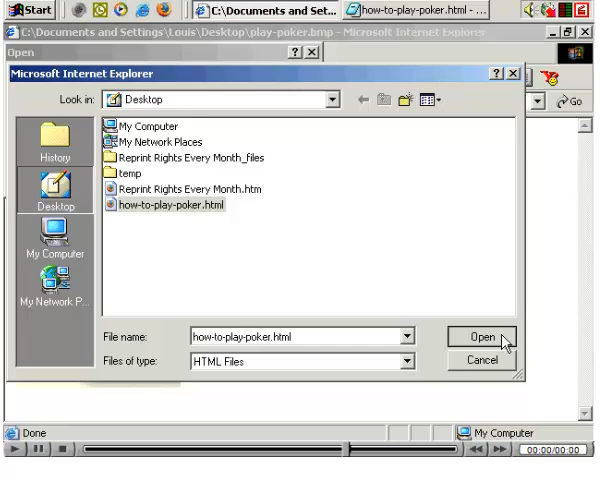 Start
C:\Documents and Set...
how-to-play-poker.html - ...
C:\Documents and Settings\Louis\Desktop\play-poker.bmp - Microsoft Internet Explorer
Open
Microsoft Internet Explorer
Look in:
Desktop
Go
History
Desktop
My Computer
My Network P...
My Computer
My Network Places
Reprint Rights Every Month_files
temp
Reprint Rights Every Month.htm
how-to-play-poker.html
File name:
how-to-play-poker.html
Open
Files of type:
HTML Files
Cancel
Done
My Computer
00:00/00:00